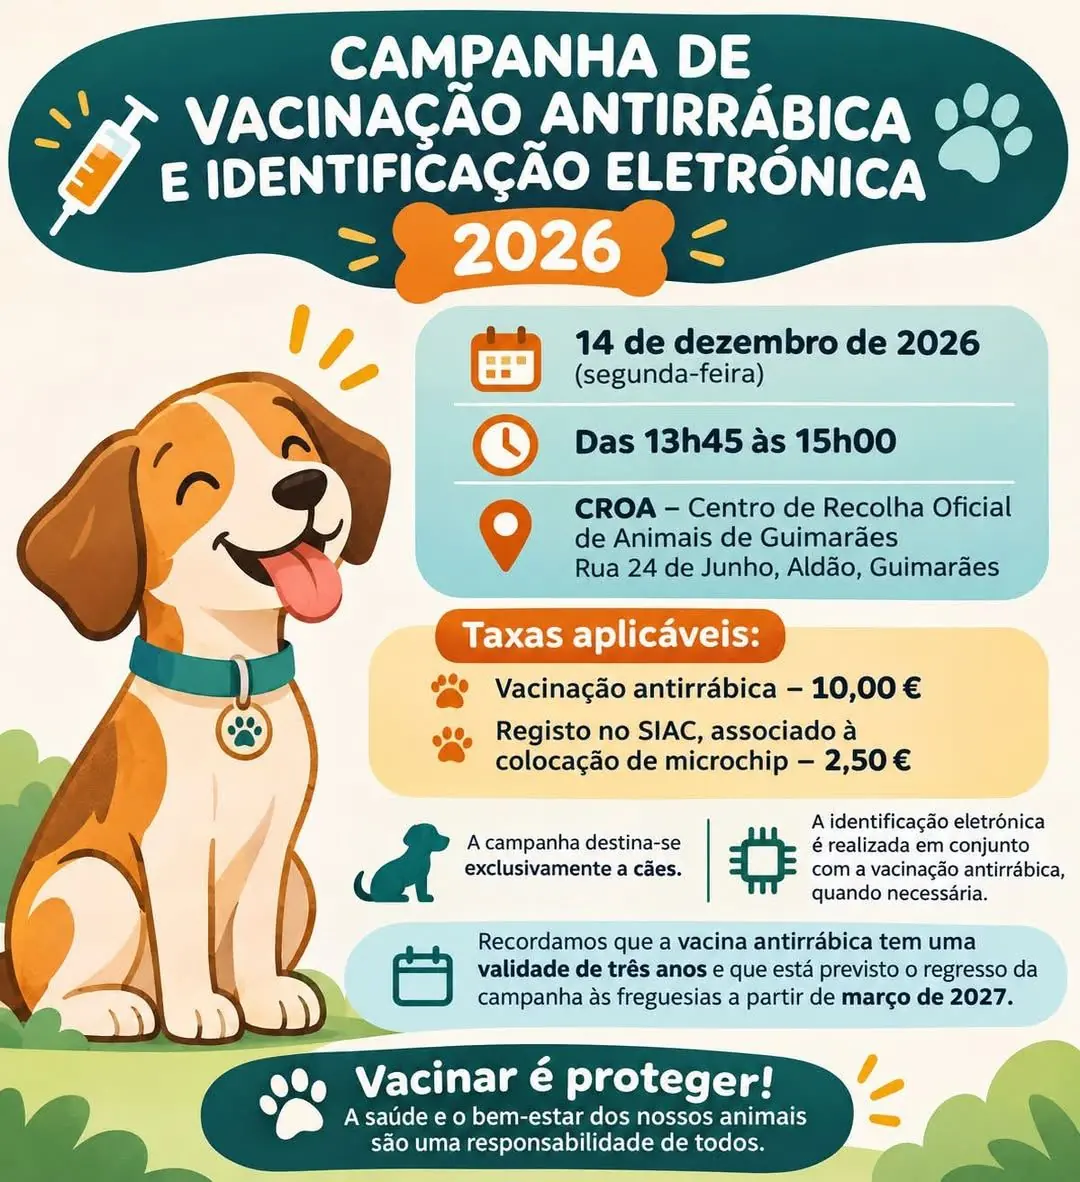 CAMPANHA DE
VACINAÇÃO ANTIRRÁBICA
E IDENTIFICAÇÃO ELETRÓNICA
2026
14 de dezembro de 2026
(segunda-feira)
Das 13h45 às 15h00
CROA – Centro de Recolha Oficial
de Animais de Guimarães
Rua 24 de Junho, Aldão, Guimarães
Taxas aplicáveis:
Vacinação antirrábica – 10,00 €
Registo no SIAC, associado à
colocação de microchip – 2,50 €
A campanha destina-se
exclusivamente a cães.
A identificação eletrónica
é realizada em conjunto
com a vacinação antirrábica,
quando necessária.
Recordamos que a vacina antirrábica tem uma
validade de três anos e que está previsto o regresso da
campanha às freguesias a partir de março de 2027.
Vacinar é proteger!
A saúde e o bem-estar dos nossos animais
são uma responsabilidade de todos.